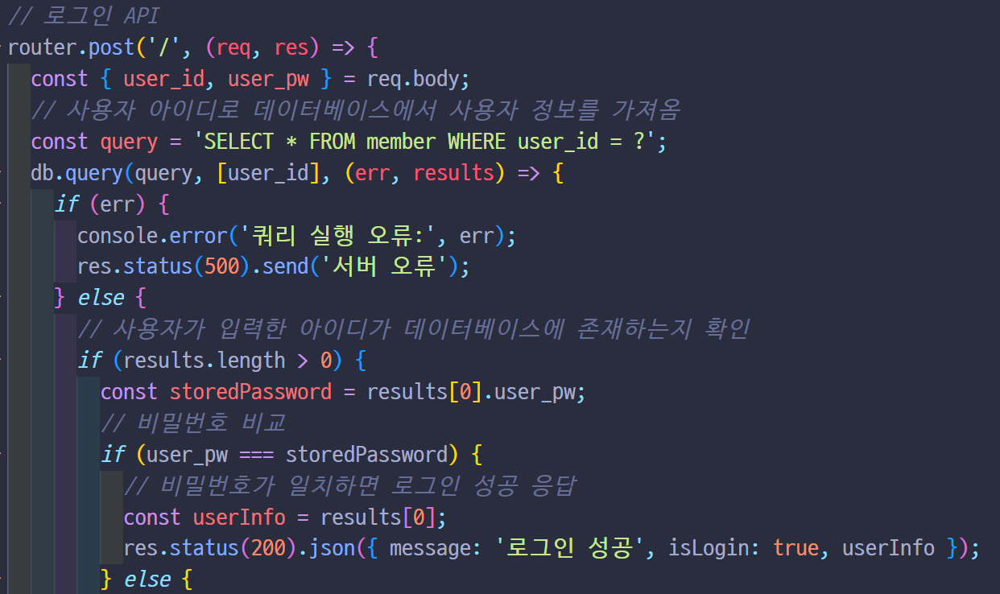 // 로그인 API
router.post('/', (req, res) => {
const { user_id, user_pw } = req.body;
// 사용자 아이디로 데이터베이스에서 사용자 정보를 가져옴
const query = 'SELECT * FROM member WHERE user_id = ?';
db.query(query, [user_id], (err, results) => {
if (err) {
console.error('쿼리 실행 오류:', err);
res.status(500).send('서버 오류');
} else {
// 사용자가 입력한 아이디가 데이터베이스에 존재하는지 확인
if (results.length > 0) {
const storedPassword = results[0].user_pw;
// 비밀번호 비교
if (user_pw === storedPassword) {
// 비밀번호가 일치하면 로그인 성공 응답
const userInfo = results[0];
res.status(200).json({ message: '로그인 성공', isLogin: true, userInfo });
} else {